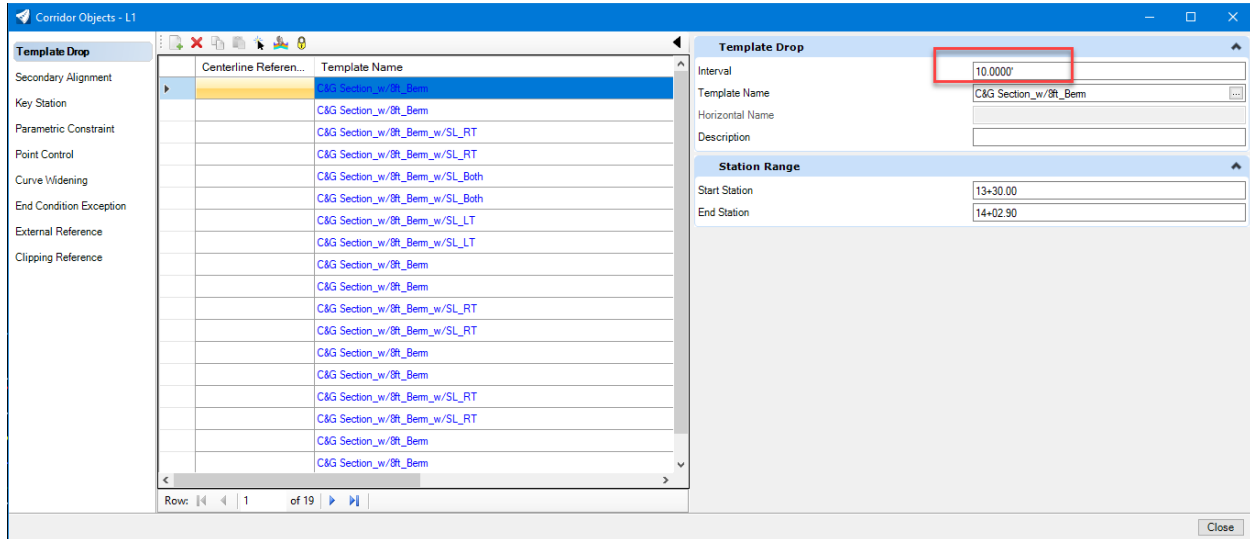 Corridor Objects - L1
Template Drop
Secondary Alignment
Key Station
Parametric Constraint
Point Control
Curve Widening
End Condition Exception
External Reference
Clipping Reference
Centerline Referen... Template Name
C&G Section_w/8ft_Berm
C&G Section_w/8ft_Berm
C&G Section_w/8ft_Berm_w/SL_RT
C&G Section_w/8ft_Berm_w/SL_RT
C&G Section_w/8ft_Berm_w/SL_Both
C&G Section_w/8ft_Berm_w/SL_Both
C&G Section_w/8ft_Berm_w/SL_LT
C&G Section_w/8ft_Berm_w/SL_LT
C&G Section_w/8ft_Berm
C&G Section_w/8ft_Berm
C&G Section_w/8ft_Berm_w/SL_RT
C&G Section_w/8ft_Berm_w/SL_RT
C&G Section_w/8ft_Berm
C&G Section_w/8ft_Berm
C&G Section_w/8ft_Berm_w/SL_RT
C&G Section_w/8ft_Berm_w/SL_RT
C&G Section_w/8ft_Berm
C&G Section_w/8ft_Berm
Row: 1 of 19
Template Drop
Interval 10.0000'
Template Name C&G Section_w/8ft_Berm ...
Horizontal Name
Description
Station Range
Start Station 13+30.00
End Station 14+02.90
Close